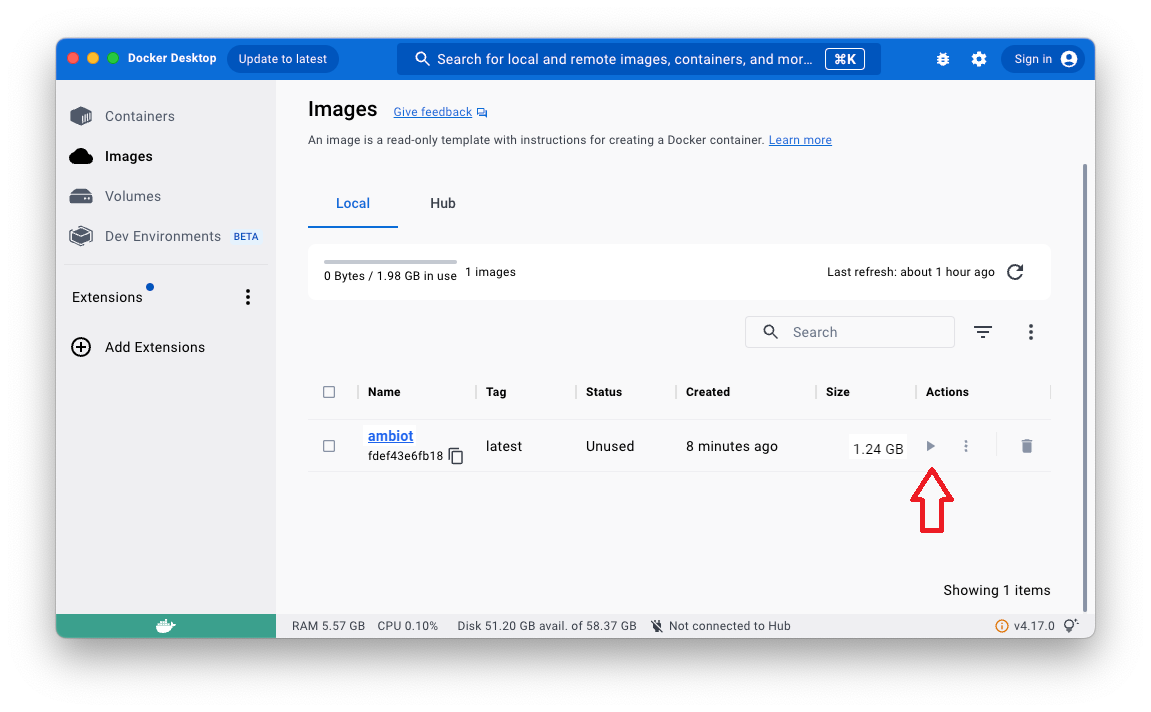 Docker Desktop
Update to latest
Search for local and remote images, containers, and mor...
⌘K
Sign in
Containers
Images
Volumes
Dev Environments BETA
Extensions
Add Extensions
Images
Give feedback
An image is a read-only template with instructions for creating a Docker container. Learn more
Local
Hub
0 Bytes / 1.98 GB in use
1 images
Last refresh: about 1 hour ago
Search
Name Tag Status Created Size Actions
ambiot
fdef43e6fb18
latest
Unused
8 minutes ago
1.24 GB
Showing 1 items
RAM 5.57 GB CPU 0.10% Disk 51.20 GB avail. of 58.37 GB Not connected to Hub v4.17.0